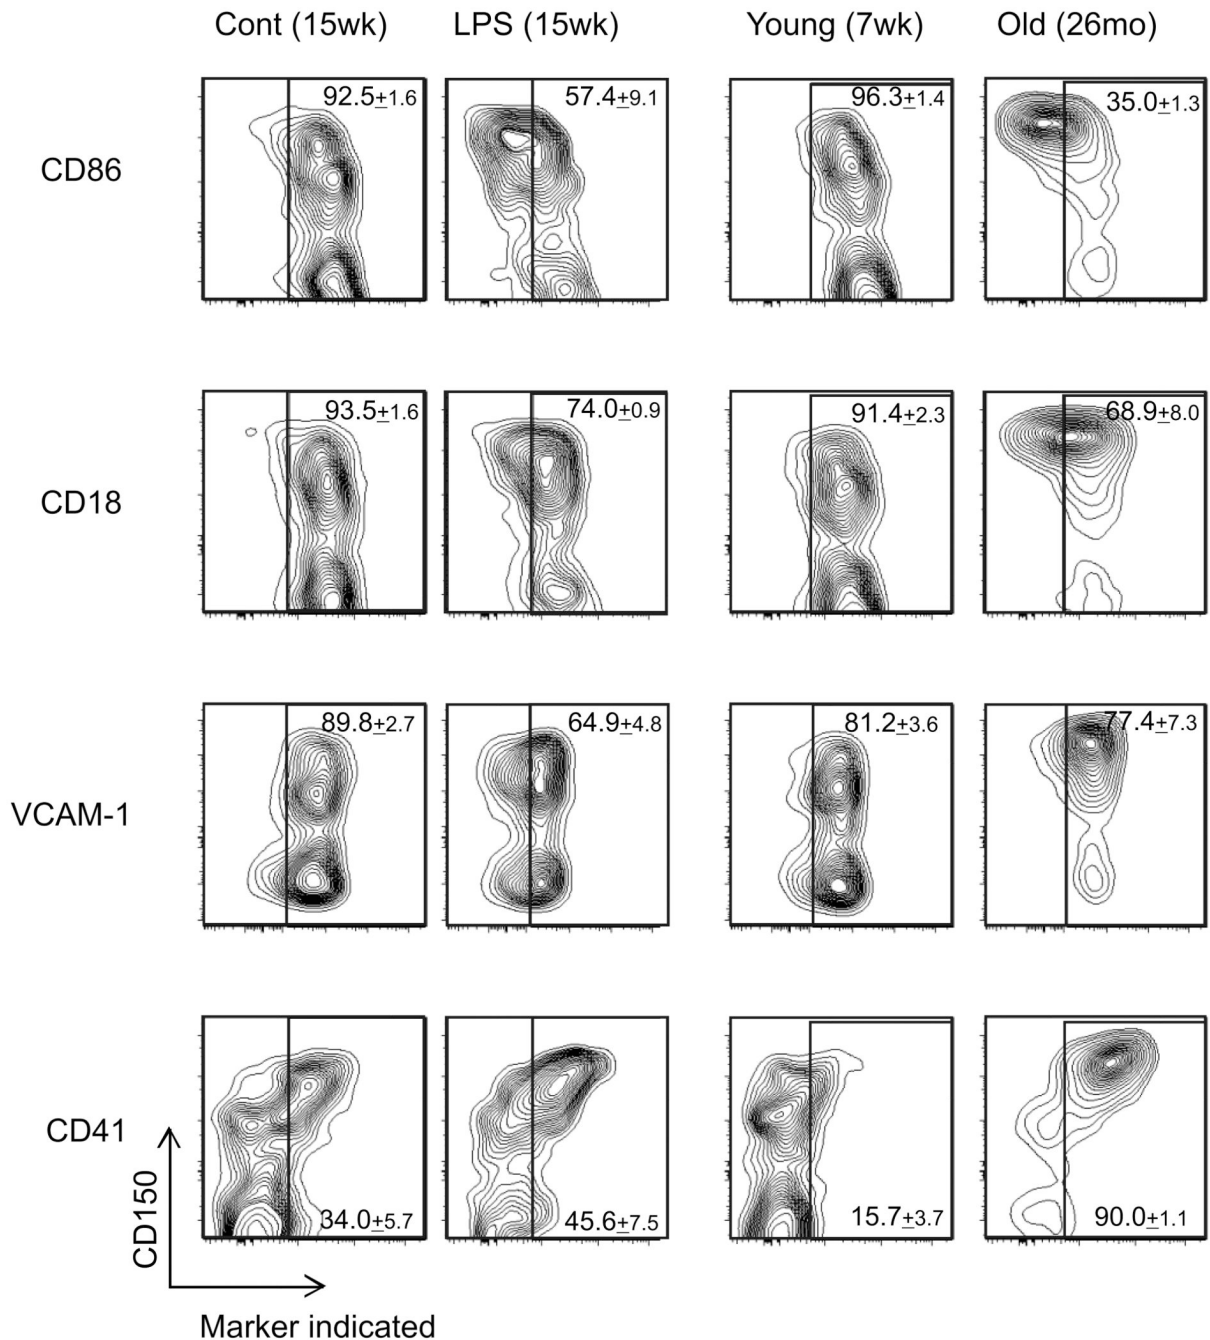 Cont (15wk) LPS (15wk) Young (7wk) Old (26mo)
CD86 92.5±1.6 57.4±9.1 96.3±1.4 35.0±1.3
CD18 93.5±1.6 74.0±0.9 91.4±2.3 68.9±8.0
VCAM-1 89.8±2.7 64.9±4.8 81.2±3.6 77.4±7.3
CD41 34.0±5.7 45.6±7.5 15.7±3.7 90.0±1.1
CD150
Marker indicated